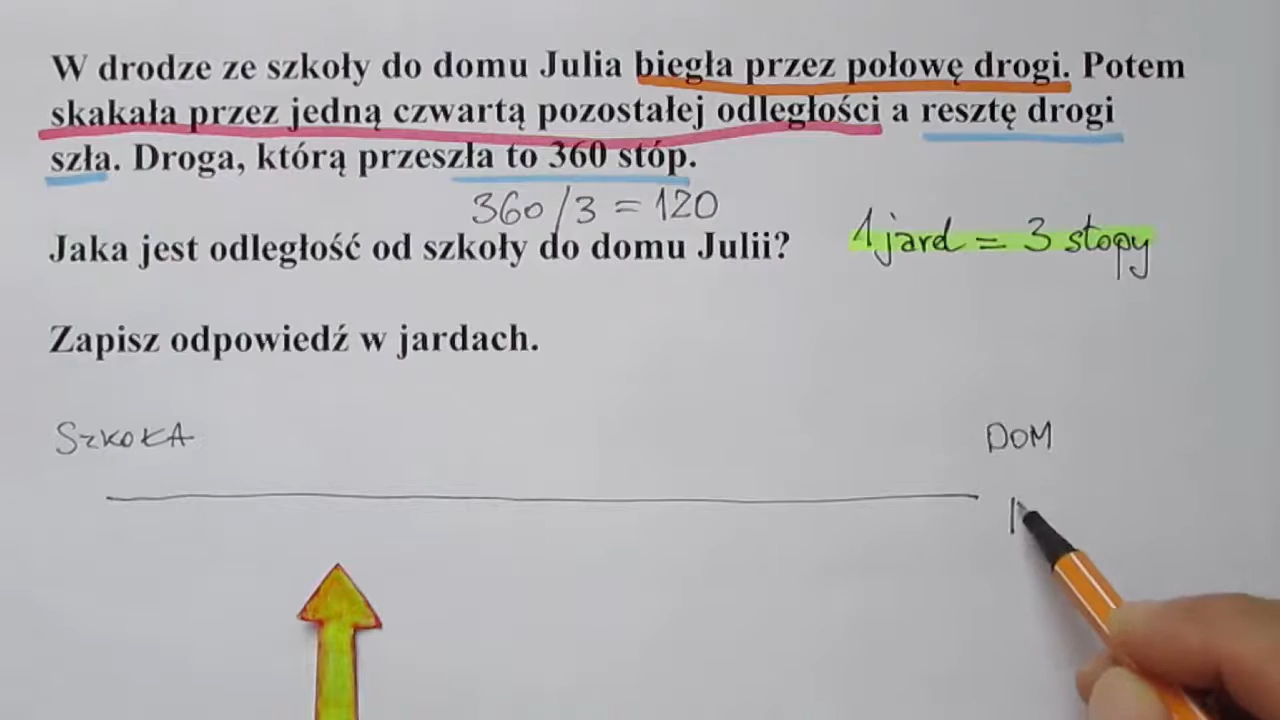 W drodze ze szkoły do domu Julia biegła przez połowę drogi. Potem
skakała przez jedną czwartą pozostałej odległości a resztę drogi
szła. Droga, którą przeszła to 360 stóp.
360/3 = 120
Jaka jest odległość od szkoły do domu Julii?
1 jard = 3 stopy
Zapisz odpowiedź w jardach.
SZKOŁA
DOM